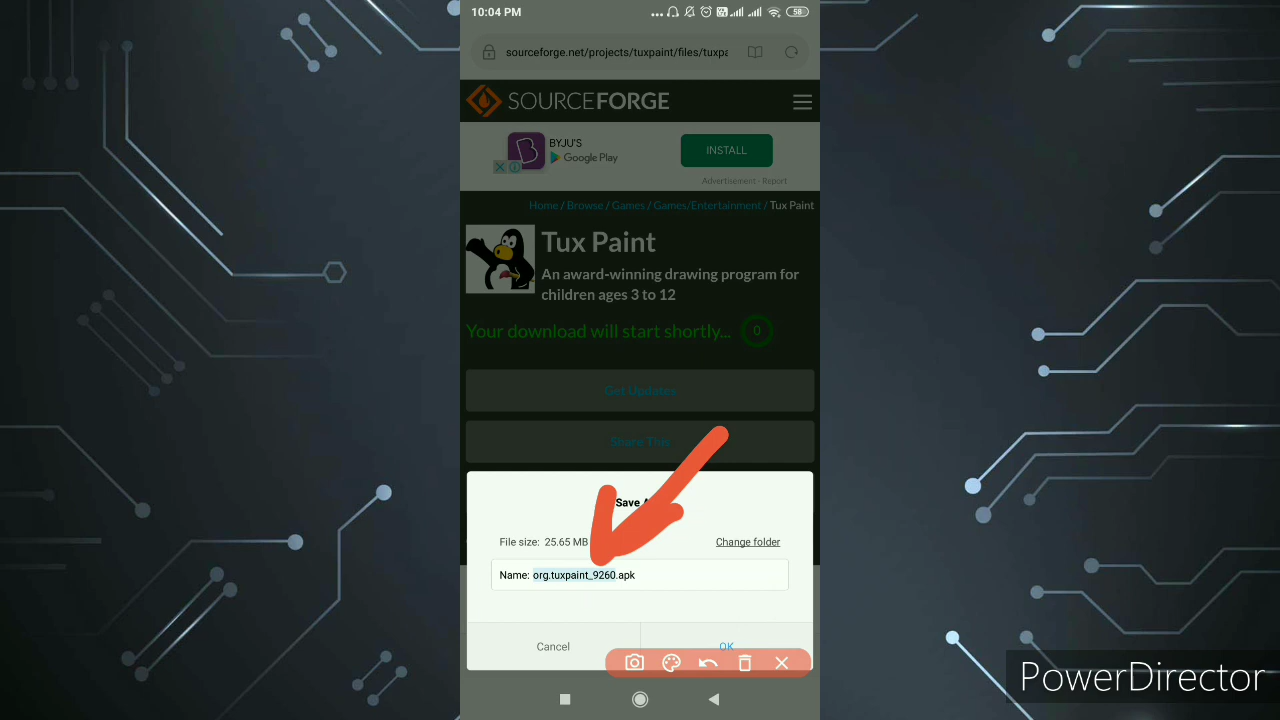 10:04 PM
58
sourceforge.net/projects/tuxpaint/files/tuxpa
SOURCEFORGE
BYJU'S
Google Play
INSTALL
Advertisement - Report
Home / Browse / Games / Games/Entertainment / Tux Paint
Tux Paint
An award-winning drawing program for
children ages 3 to 12
Your download will start shortly... 0
Get Updates
Share This
Save
File size: 25.65 MB
Change folder
Name: org.tuxpaint_9260.apk
Cancel
OK
PowerDirector